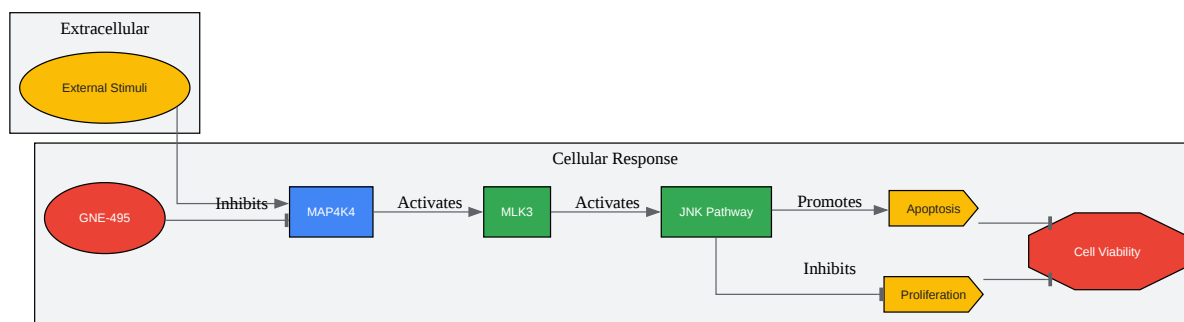 Extracellular
External Stimuli
Cellular Response
GNE-495
Inhibits
MAP4K4
Activates
MLK3
Activates
JNK Pathway
Promotes
Apoptosis
Inhibits
Proliferation
Cell Viability